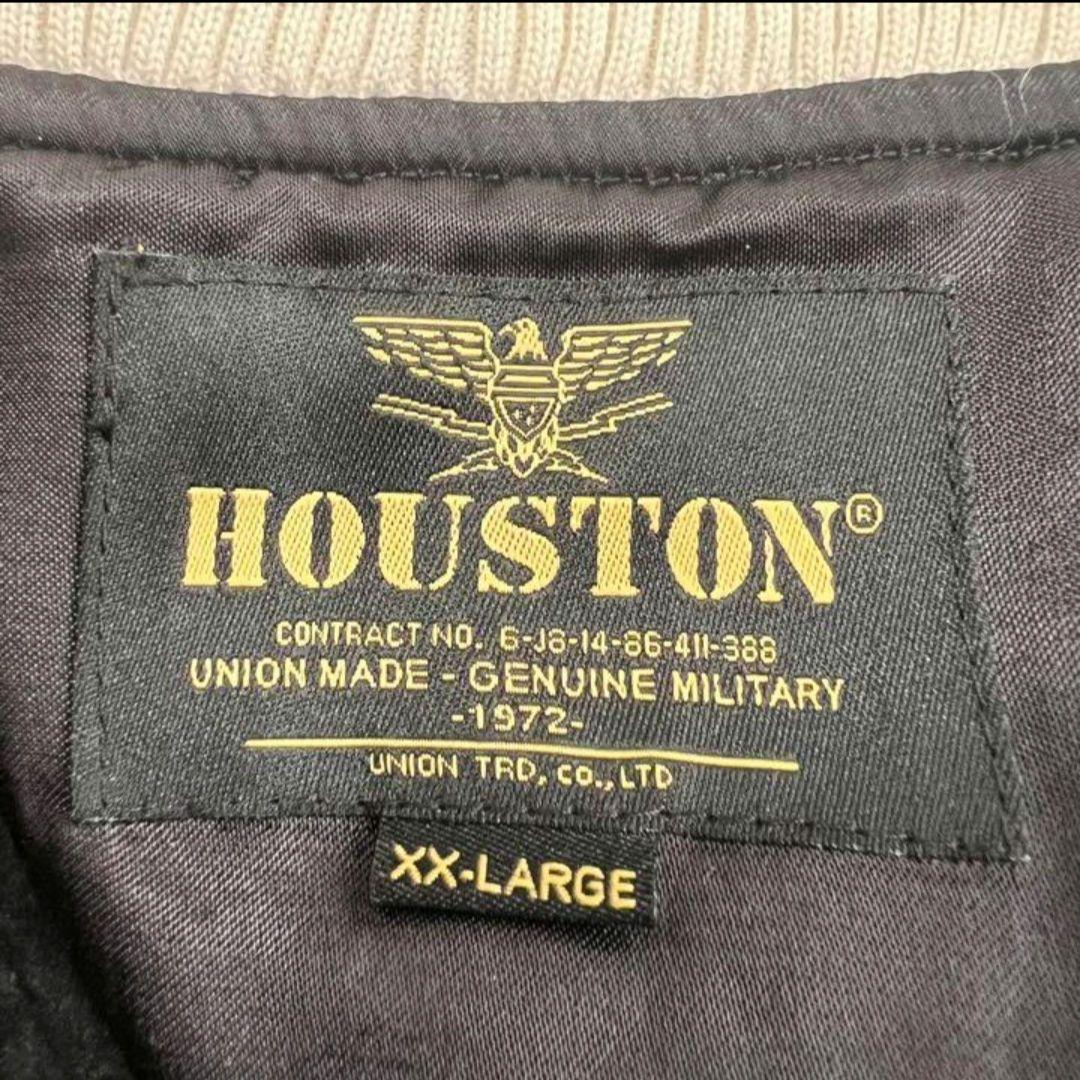 HOUSTON®
CONTRACT NO. 6-J8-14-86-411-388
UNION MADE - GENUINE MILITARY
-1972-
UNION TRD, CO., LTD
XX-LARGE